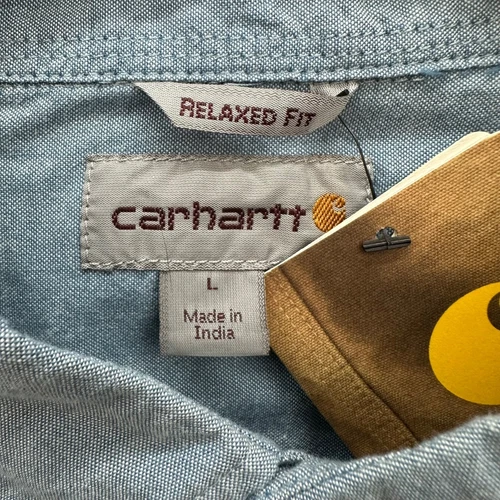 RELAXED FIT
carhartt
L
Made in
India